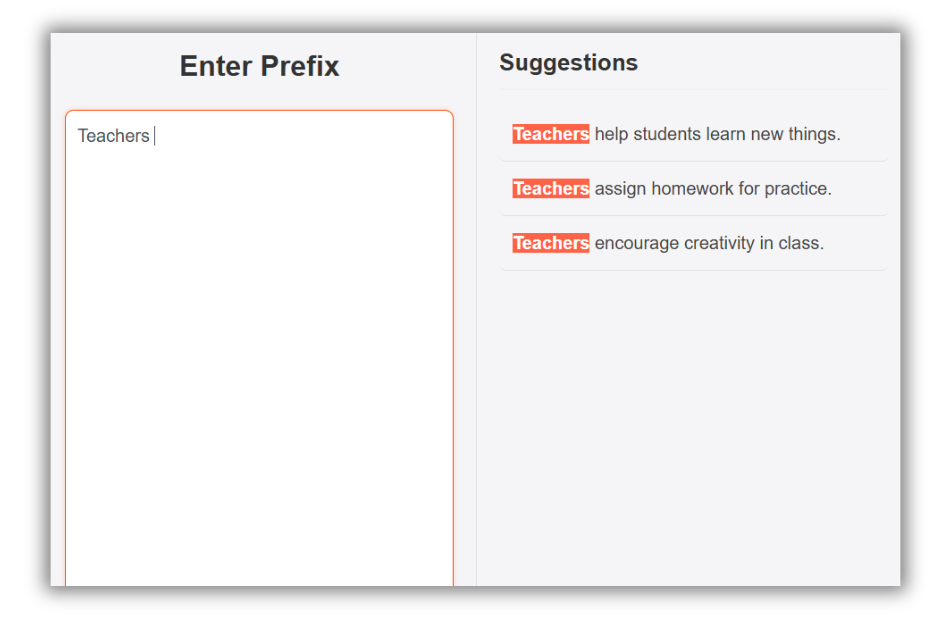 Enter Prefix
Teachers
Suggestions
Teachers help students learn new things.
Teachers assign homework for practice.
Teachers encourage creativity in class.